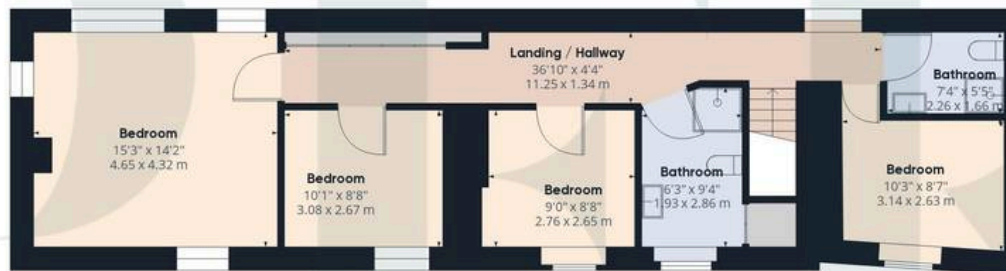 Landing / Hallway
36'10" x 4'4"
11.25 x 1.34 m
Bathroom
7'4" x 5'5"
2.26 x 1.66 m
Bedroom
15'3" x 14'2"
4.65 x 4.32 m
Bedroom
10'1" x 8'8"
3.08 x 2.67 m
Bedroom
9'0" x 8'8"
2.76 x 2.65 m
Bathroom
6'3" x 9'4"
1.93 x 2.86 m
Bedroom
10'3" x 8'7"
3.14 x 2.63 m